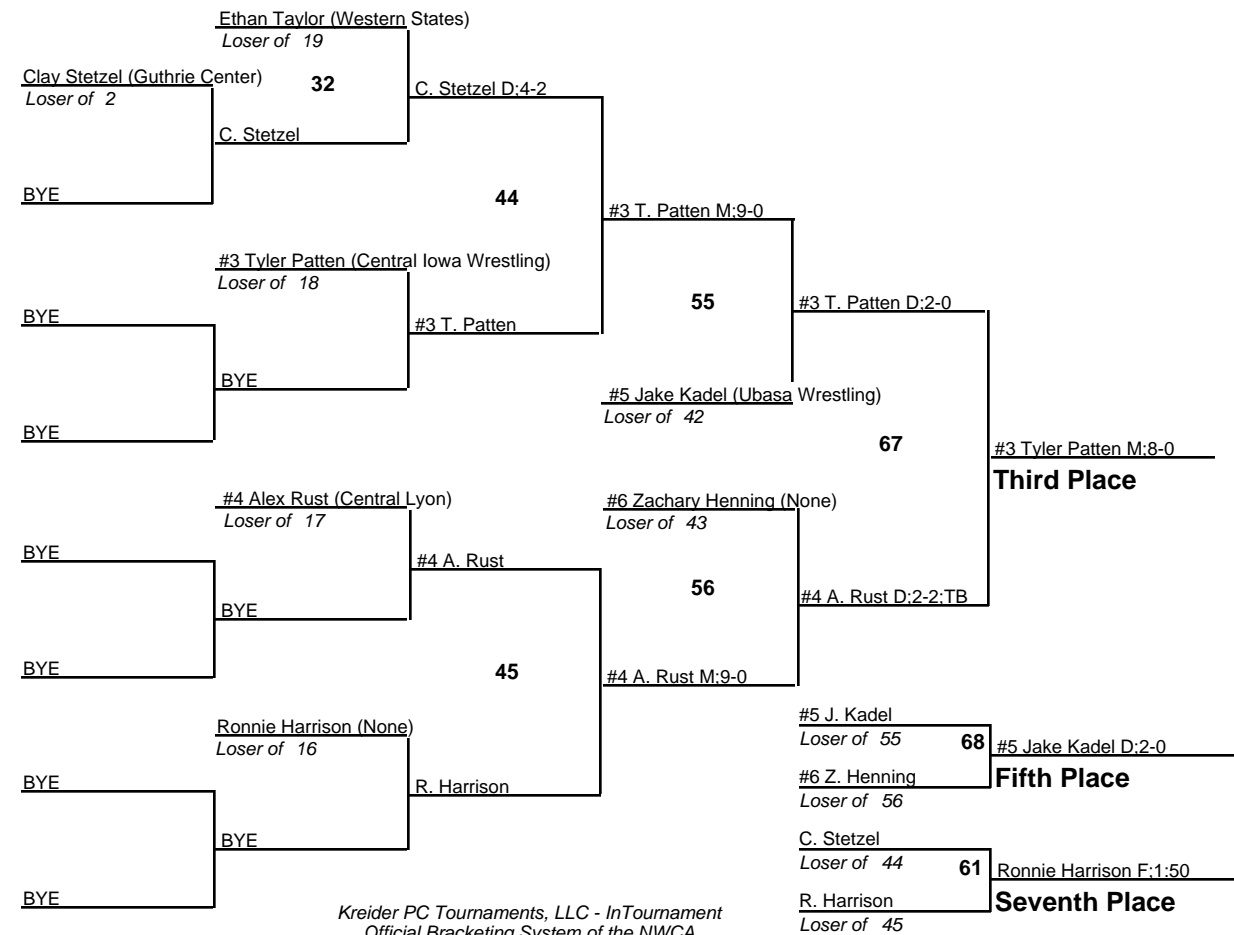 Ethan Taylor (Western States)
Loser of 19
Clay Stetzel (Guthrie Center)
Loser of 2
32
C. Stetzel D;4-2
C. Stetzel
BYE
44
#3 T. Patten M;9-0
#3 Tyler Patten (Central Iowa Wrestling)
Loser of 18
BYE
#3 T. Patten
55
#3 T. Patten D;2-0
BYE
#5 Jake Kadel (Ubasa Wrestling)
Loser of 42
BYE
67
#3 Tyler Patten M;8-0
Third Place
#4 Alex Rust (Central Lyon)
Loser of 17
#6 Zachary Henning (None)
Loser of 43
BYE
#4 A. Rust
56
#4 A. Rust D;2-2;TB
BYE
BYE
45
#4 A. Rust M;9-0
Ronnie Harrison (None)
Loser of 16
#5 J. Kadel
Loser of 55
68
#5 Jake Kadel D;2-0
Fifth Place
#6 Z. Henning
Loser of 56
BYE
R. Harrison
BYE
C. Stetzel
Loser of 44
61
Ronnie Harrison F;1:50
Seventh Place
R. Harrison
Loser of 45
BYE
Kreider PC Tournaments, LLC - InTournament
Official Bracketing System of the NWCA